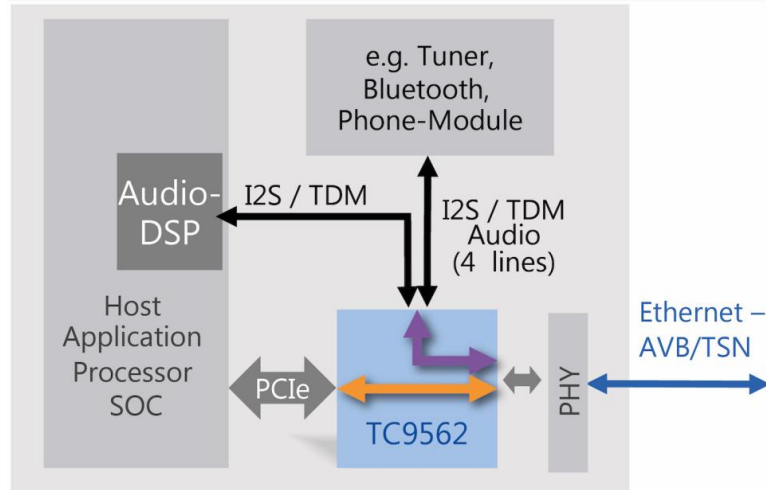 e.g. Tuner,
Bluetooth,
Phone-Module
Audio-
DSP
I2S / TDM
I2S / TDM
Audio
(4 lines)
Host
Application
Processor
SOC
PCIe
TC9562
PHY
Ethernet –
AVB/TSN